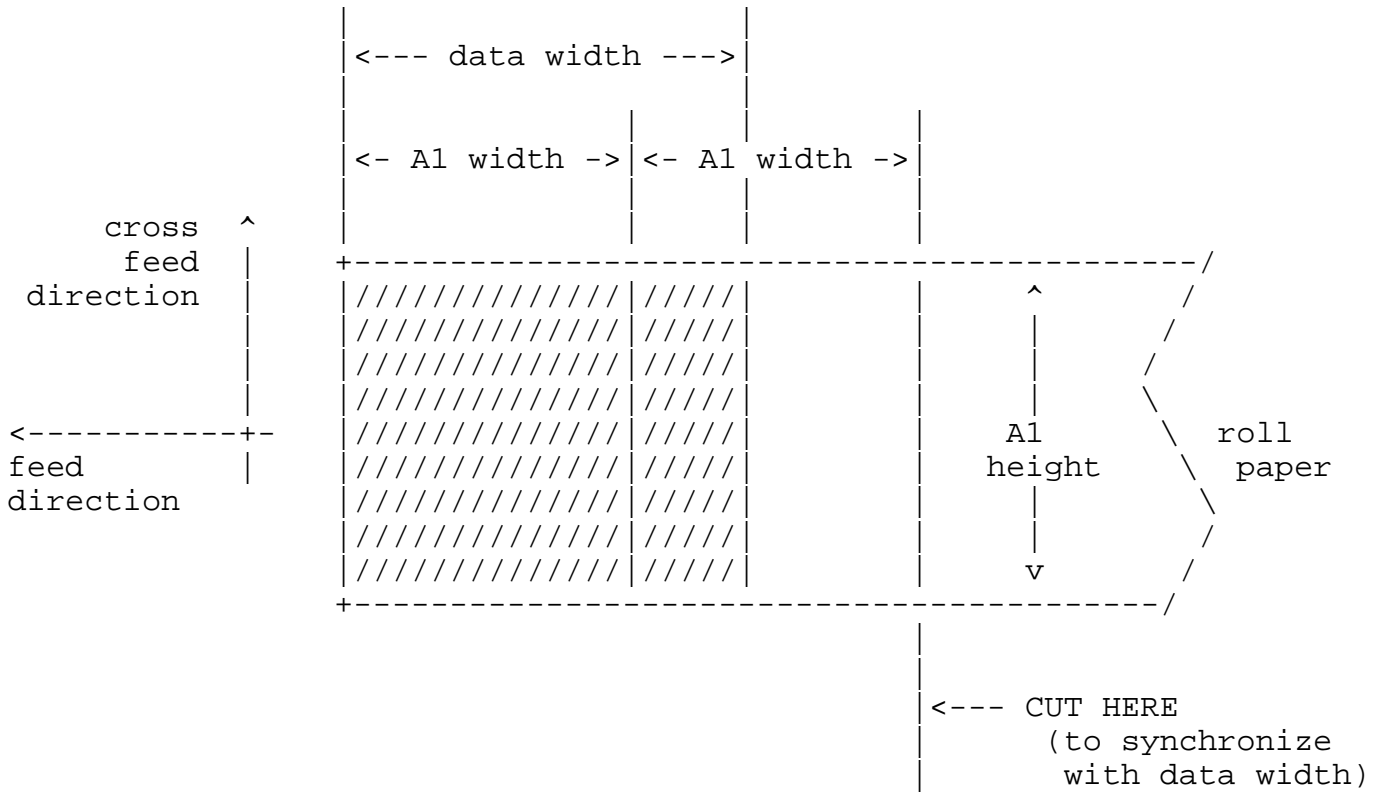 <--- data width --->
<- A1 width -> <- A1 width ->
cross ^
feed
direction ^
<-----------+- A1 roll
feed height paper
direction
v
<--- CUT HERE
(to synchronize
with data width)